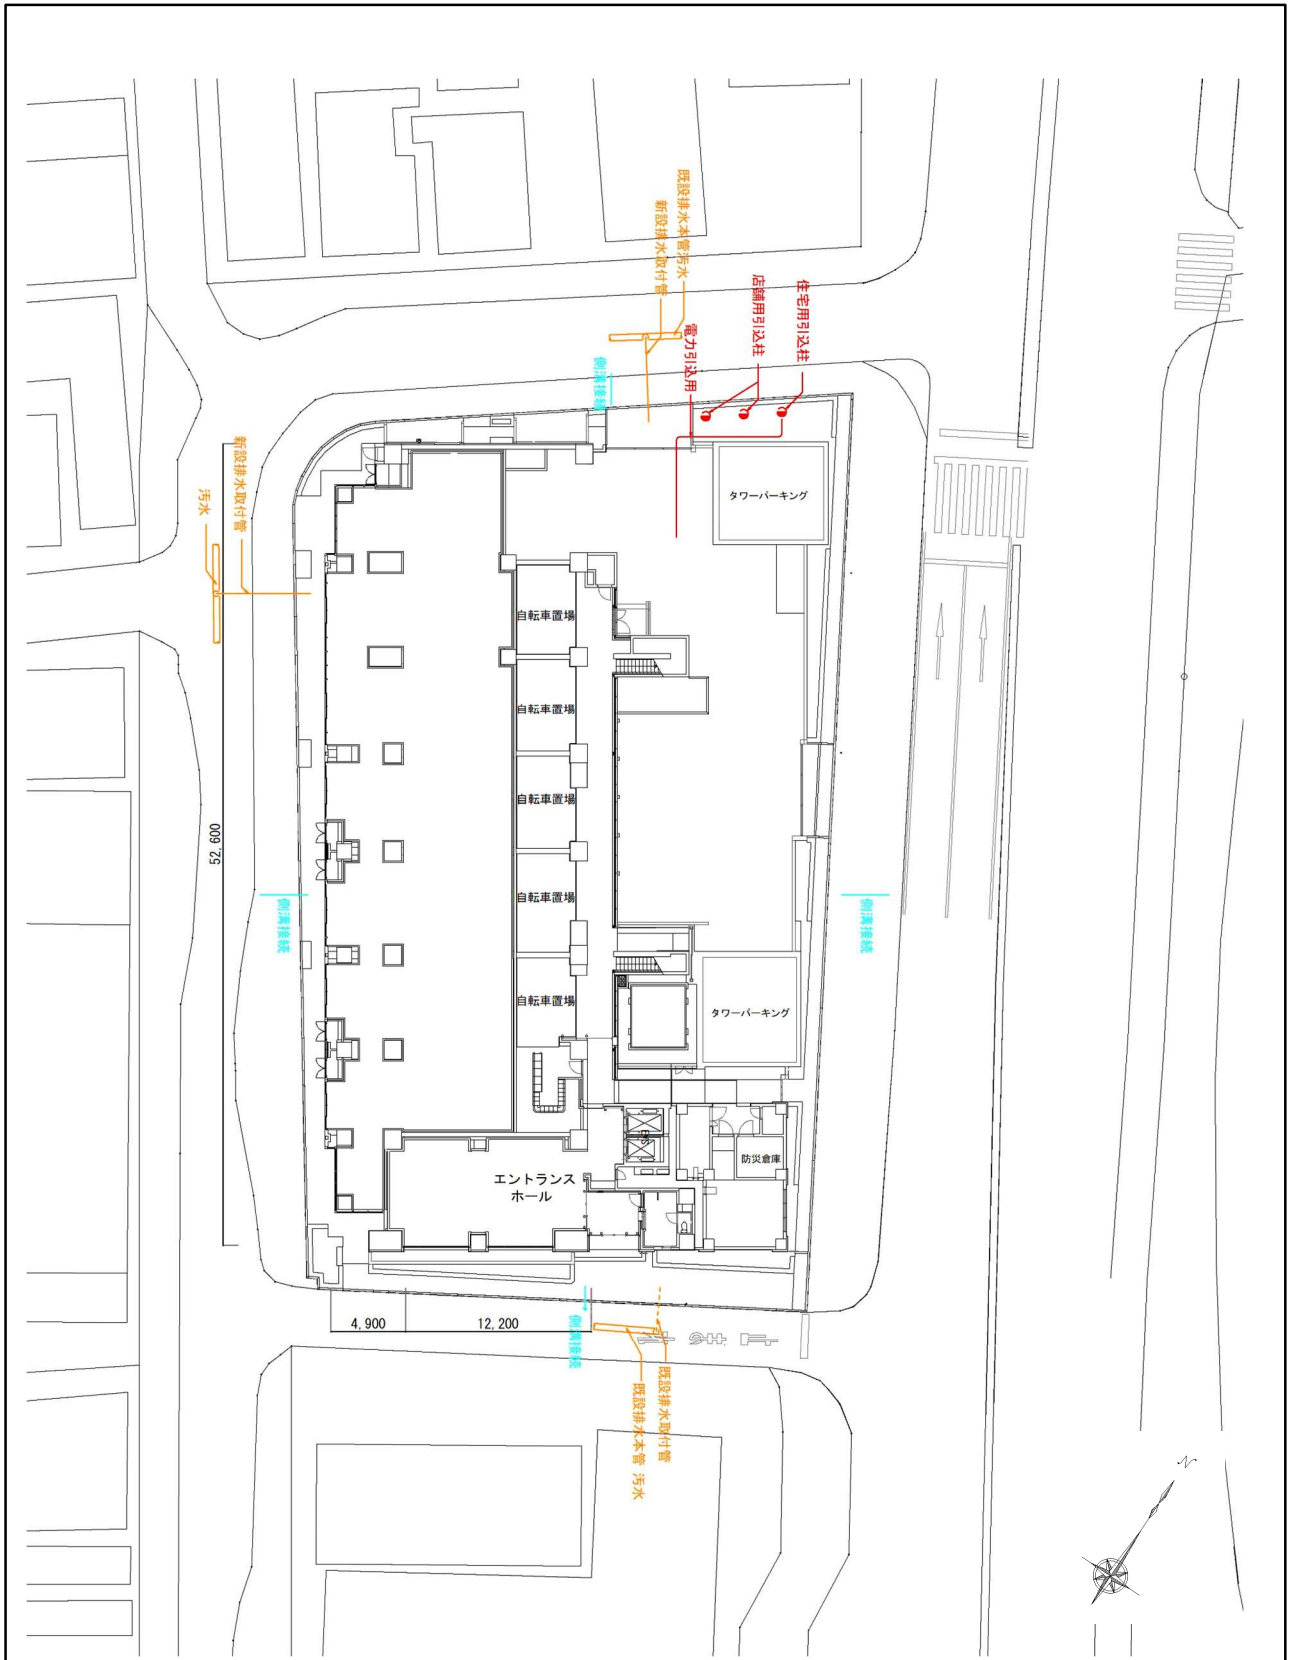 既設排水本管汚水
新設排水取付管
住宅用引込柱
店舗用引込柱
電力引込用
側溝接続
新設排水取付管
汚水
タワーパーキング
自転車置場
自転車置場
自転車置場
自転車置場
自転車置場
52,600
側溝接続
側溝接続
タワーパーキング
防災倉庫
エントランス
ホール
4,900
12,200
側溝接続
止まれ
既設排水取付管
既設排水本管 汚水
N